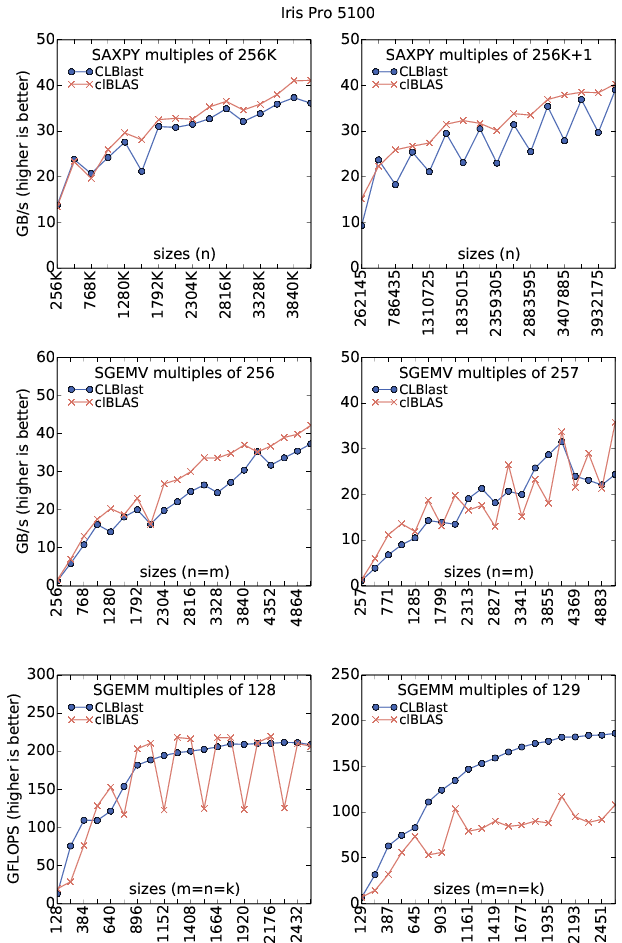 Iris Pro 5100
SAXPY multiples of 256K
CLBlast
clBLAS
GB/s (higher is better)
50
40
30
20
10
0
sizes (n)
256K
768K
1280K
1792K
2304K
2816K
3328K
3840K
SAXPY multiples of 256K+1
CLBlast
clBLAS
50
40
30
20
10
0
sizes (n)
262145
786435
1310725
1835015
2359305
2883595
3407885
3932175
SGEMV multiples of 256
CLBlast
clBLAS
GB/s (higher is better)
60
50
40
30
20
10
0
sizes (n=m)
256
768
1280
1792
2304
2816
3328
3840
4352
4864
SGEMV multiples of 257
CLBlast
clBLAS
50
40
30
20
10
0
sizes (n=m)
257
771
1285
1799
2313
2827
3341
3855
4369
4883
SGEMM multiples of 128
CLBlast
clBLAS
GFLOPS (higher is better)
300
250
200
150
100
50
0
sizes (m=n=k)
128
384
640
896
1152
1408
1664
1920
2176
2432
SGEMM multiples of 129
CLBlast
clBLAS
250
200
150
100
50
0
sizes (m=n=k)
129
387
645
903
1161
1419
1677
1935
2193
2451